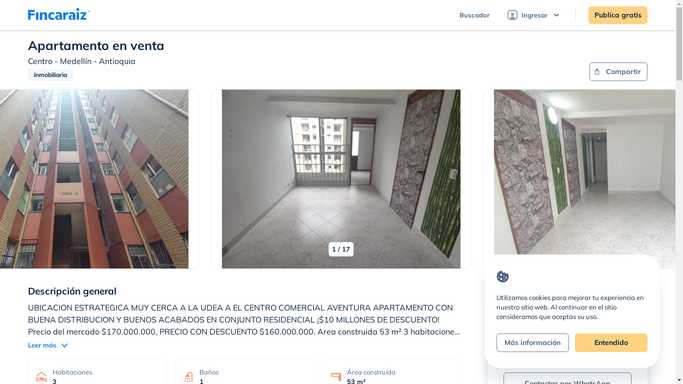 Fincaraiz
Buscador
Ingresar
Publica gratis
Apartamento en venta
Centro - Medellín - Antioquia
Inmobiliaria
Compartir
1 / 17
Descripción general
UBICACION ESTRATEGICA MUY CERCA A LA UDEA A EL CENTRO COMERCIAL AVENTURA APARTAMENTO CON
BUENA DISTRIBUCION Y BUENOS ACABADOS EN CONJUNTO RESIDENCIAL ¡$10 MILLONES DE DESCUENTO!
Precio del mercado $170.000.000, PRECIO CON DESCUENTO $160.000.000. Area construida 53 m² 3 habitacione...
Leer más
Habitaciones
3
Baños
1
Área construida
53 m²
Utilizamos cookies para mejorar tu experiencia en
nuestro sitio web. Al continuar en el sitio
consideramos que aceptas su uso.
Más información
Entendido
Contactar por WhatsApp